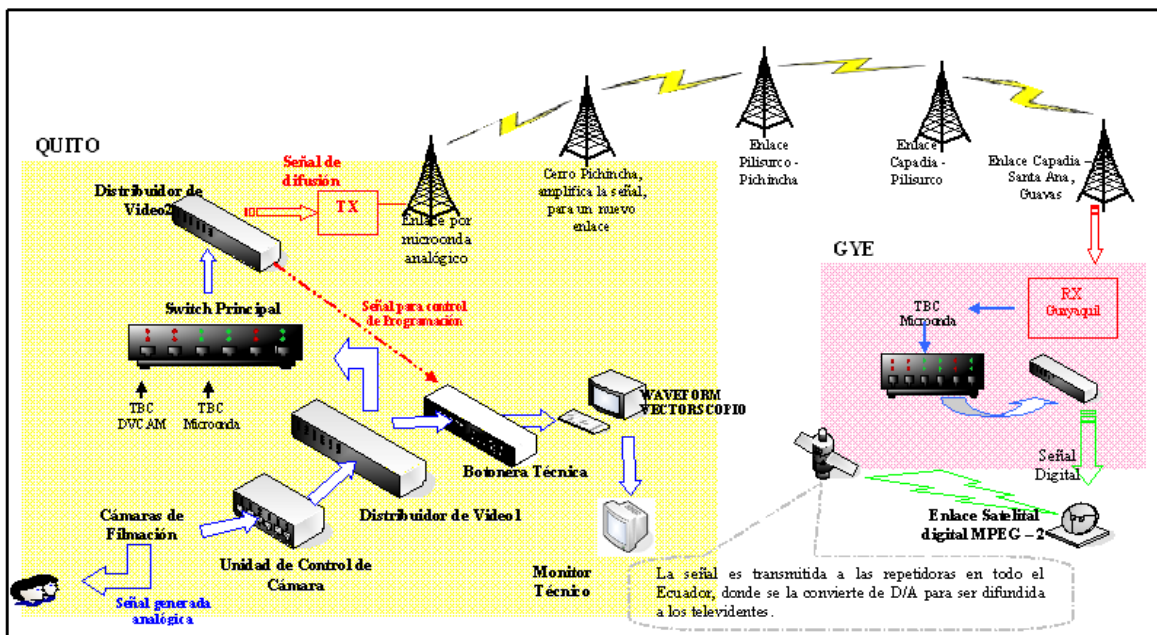 QUITO
Distribuidor de
Video2
Señal de
difusión
TX
Enlace por
microonda
analógico
Cerro Pichincha,
amplifica la señal,
para un nuevo
enlace
Enlace
Pilisurco -
Pichincha
Enlace
Capadia -
Pilisurco
Enlace Capadia –
Santa Ana,
Guavas
GYE
RX
Guayaquil
TBC
Microonda
Switch Principal
Señal para control
de Programación
TBC
DVCAM
TBC
Microonda
WAVEFORM
VECTORSCOPIO
Botonera Técnica
Distribuidor de Video1
Cámaras de
Filmación
Unidad de Control de
Cámara
Señal generada
analógica
Monitor
Técnico
Señal
Digital
Enlace Satelital
digital MPEG – 2
La señal es transmitida a las repetidoras en todo el
Ecuador, donde se la convierte de D/A para ser difundida
a los televidentes.